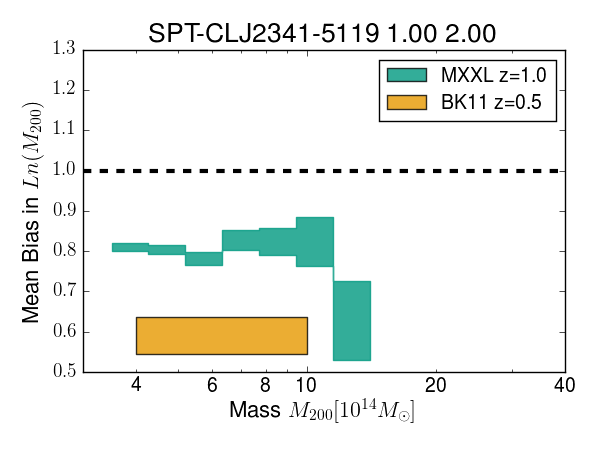 SPT-CLJ2341-5119 1.00 2.00
MXXL z=1.0
BK11 z=0.5
Mean Bias in Ln(M200)
1.3
1.2
1.1
1.0
0.9
0.8
0.7
0.6
0.5
4 6 8 10 20 40
Mass M200[10^14 M⊙]